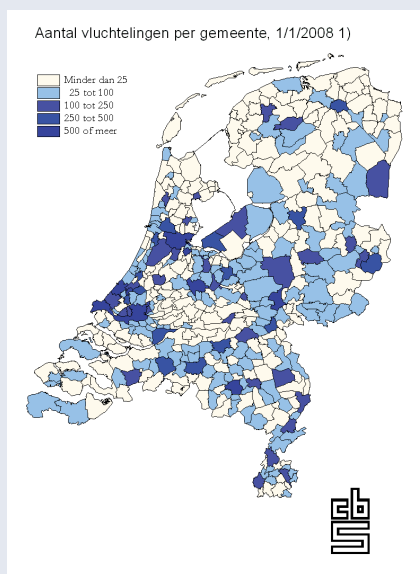 Aantal vluchtelingen per gemeente, 1/1/2008 1)
Minder dan 25
25 tot 100
100 tot 250
250 tot 500
500 of meer
cbs